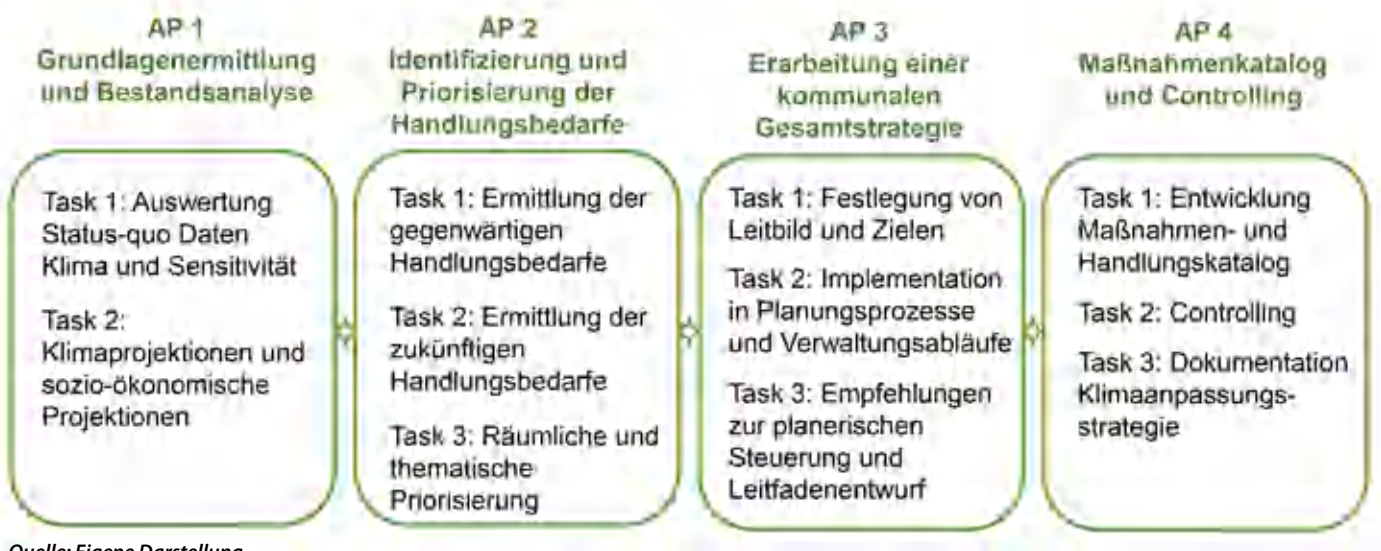 AP 1
Grundlagenermittlung
und Bestandsanalyse
Task 1: Auswertung
Status-quo Daten
Klima und Sensitivität
Task 2:
Klimaprojektionen und
sozio-ökonomische
Projektionen
AP 2
Identifizierung und
Priorisierung der
Handlungsbedarfe
Task 1: Ermittlung der
gegenwärtigen
Handlungsbedarfe
Task 2: Ermittlung der
zukünftigen
Handlungsbedarfe
Task 3: Räumliche und
thematische
Priorisierung
AP 3
Erarbeitung einer
kommunalen
Gesamtstrategie
Task 1: Festlegung von
Leitbild und Zielen
Task 2: Implementation
in Planungsprozesse
und Verwaltungsabläufe
Task 3: Empfehlungen
zur planerischen
Steuerung und
Leitfadenentwurf
AP 4
Maßnahmenkatalog
und Controlling
Task 1: Entwicklung
Maßnahmen- und
Handlungskatalog
Task 2: Controlling
Task 3: Dokumentation
Klimaanpassungs-
strategie
Quelle: Eigene Darstellung